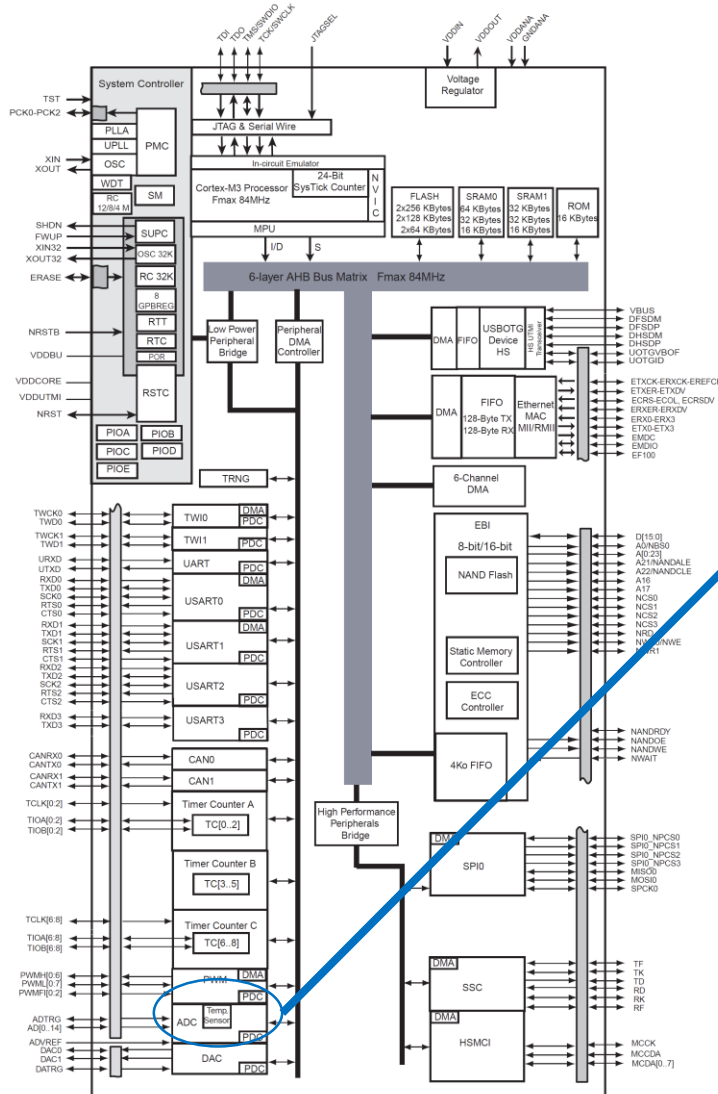 TDI
TDO
TMS/SWDIO
TCK/SWCLK
JTAGSEL
VDDIN
VDDOUT
VDDANA
GNDANA
System Controller
Voltage
Regulator
TST
PCK0-PCK2
PLLA
UPLL
PMC
JTAG & Serial Wire
XIN
XOUT
OSC
WDT
RC
12/8/4 M
SM
In-circuit Emulator
Cortex-M3 Processor
Fmax 84MHz
24-Bit
SysTick Counter
N
V
I
C
MPU
FLASH
2x256 KBytes
2x128 KBytes
2x64 KBytes
SRAM0
64 KBytes
32 KBytes
16 KBytes
SRAM1
32 KBytes
32 KBytes
16 KBytes
ROM
16 KBytes
SHDN
FWUP
XIN32
XOUT32
ERASE
NRSTB
VDDBU
VDDCORE
VDDUTMI
NRST
SUPC
OSC 32K
RC 32K
8
GPBREG
RTT
RTC
POR
RSTC
PIOA
PIOB
PIOC
PIOD
PIOE
I/D
S
6-layer AHB Bus Matrix Fmax 84MHz
Low Power
Peripheral
Bridge
Peripheral
DMA
Controller
DMA
FIFO
USBOTG
Device
HS
HS UTMI
Transceiver
VBUS
DFSDM
DFSDP
DHSDM
DHSDP
UOTGVBOF
UOTGID
DMA
FIFO
128-Byte TX
128-Byte RX
Ethernet
MAC
MII/RMII
ETXCK-ERXCK-EREFCK
ETXER-ETXDV
ECRS-ECOL, ECRSDV
ERXER-ERXDV
ERX0-ERX3
ETX0-ETX3
EMDC
EMDIO
EF100
TRNG
6-Channel
DMA
TWCK0
TWD0
TWI0
DMA
PDC
TWCK1
TWD1
TWI1
PDC
URXD
UTXD
UART
PDC
RXD0
TXD0
SCK0
RTS0
CTS0
USART0
DMA
PDC
RXD1
TXD1
SCK1
RTS1
CTS1
USART1
DMA
PDC
RXD2
TXD2
SCK2
RTS2
CTS2
USART2
PDC
RXD3
TXD3
USART3
PDC
EBI
8-bit/16-bit
NAND Flash
Static Memory
Controller
ECC
Controller
4Ko FIFO
D[15:0]
A0/NBS0
A[0:23]
A21/NANDALE
A22/NANDCLE
A16
A17
NCS0
NCS1
NCS2
NCS3
NRD
NANDRDY
NANDOE
NANDWE
NWAIT
CANRX0
CANTX0
CAN0
CANRX1
CANTX1
CAN1
TCLK[0:2]
TIOA[0:2]
TIOB[0:2]
Timer Counter A
TC[0..2]
Timer Counter B
TC[3..5]
TCLK[6:8]
TIOA[6:8]
TIOB[6:8]
Timer Counter C
TC[6..8]
High Performance
Peripherals
Bridge
DMA
SPI0
SPI0_NPCS0
SPI0_NPCS1
SPI0_NPCS2
SPI0_NPCS3
MISO0
MOSI0
SPCK0
PWMH[0:6]
PWML[0:7]
PWMFI[0:2]
PWM
DMA
PDC
ADTRG
AD[0..14]
ADC
Temp.
Sensor
PDC
ADVREF
DAC0
DAC1
DATRG
DAC
PDC
DMA
SSC
TF
TK
TD
RD
RK
RF
DMA
HSMCI
MCCK
MCCDA
MCDA[0..7]